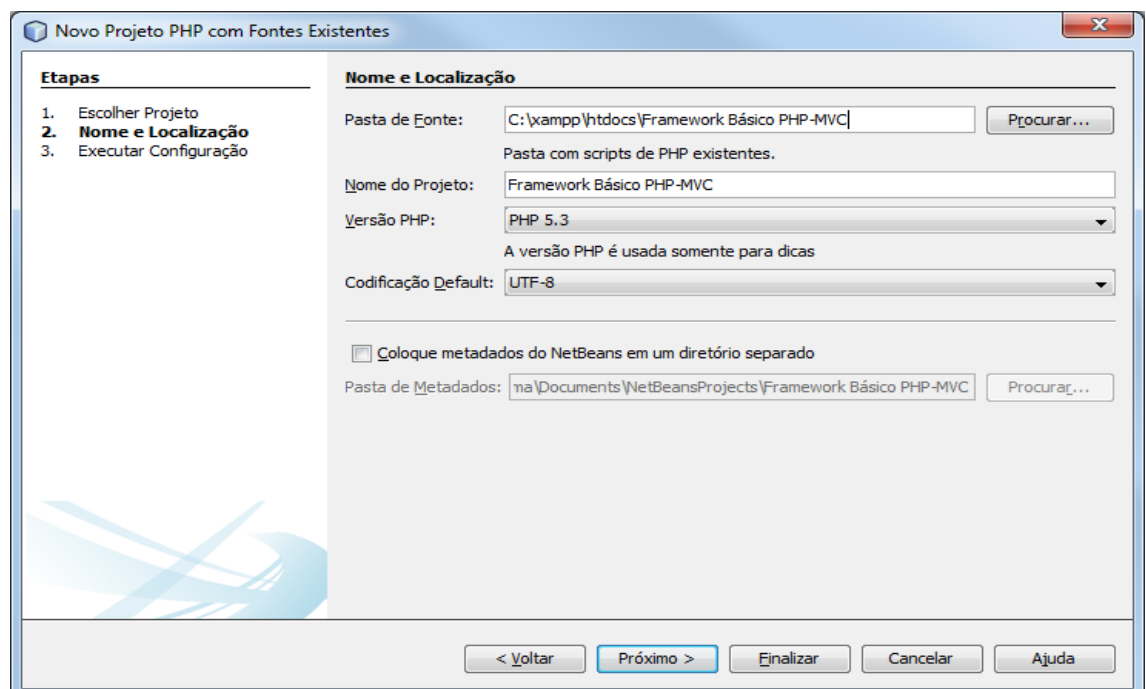 Novo Projeto PHP com Fontes Existentes
Etapas
1. Escolher Projeto
2. Nome e Localização
3. Executar Configuração
Nome e Localização
Pasta de Fonte: C:\xampp\htdocs\Framework Básico PHP-MVC Procurar...
Pasta com scripts de PHP existentes.
Nome do Projeto: Framework Básico PHP-MVC
Versão PHP: PHP 5.3
A versão PHP é usada somente para dicas
Codificação Default: UTF-8
Coloque metadados do NetBeans em um diretório separado
Pasta de Metadados: na\Documents\NetBeansProjects\Framework Básico PHP-MVC Procurar...
< Voltar Próximo > Finalizar Cancelar Ajuda